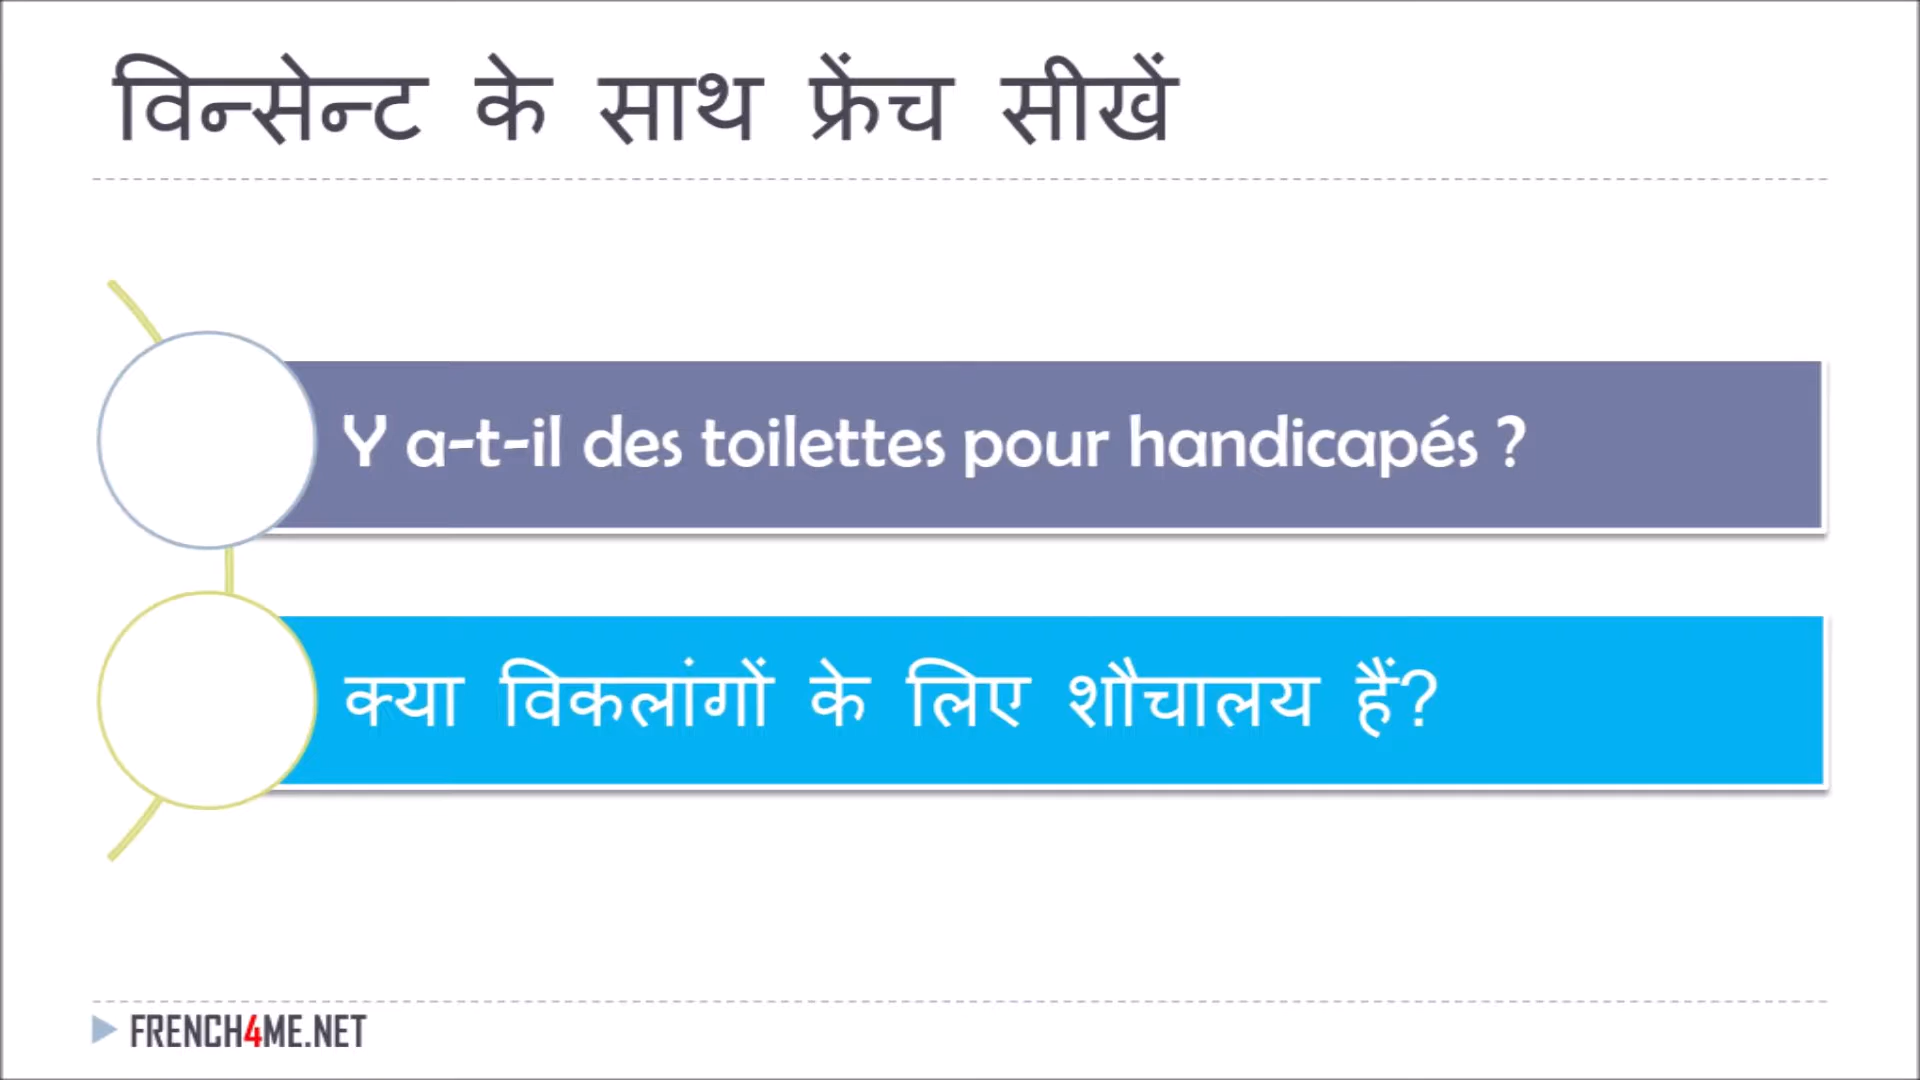 विन्सेन्ट के साथ फ्रेंच सीखें
Y a-t-il des toilettes pour handicapés ?
क्या विकलांगों के लिए शौचालय हैं?
FRENCH4ME.NET